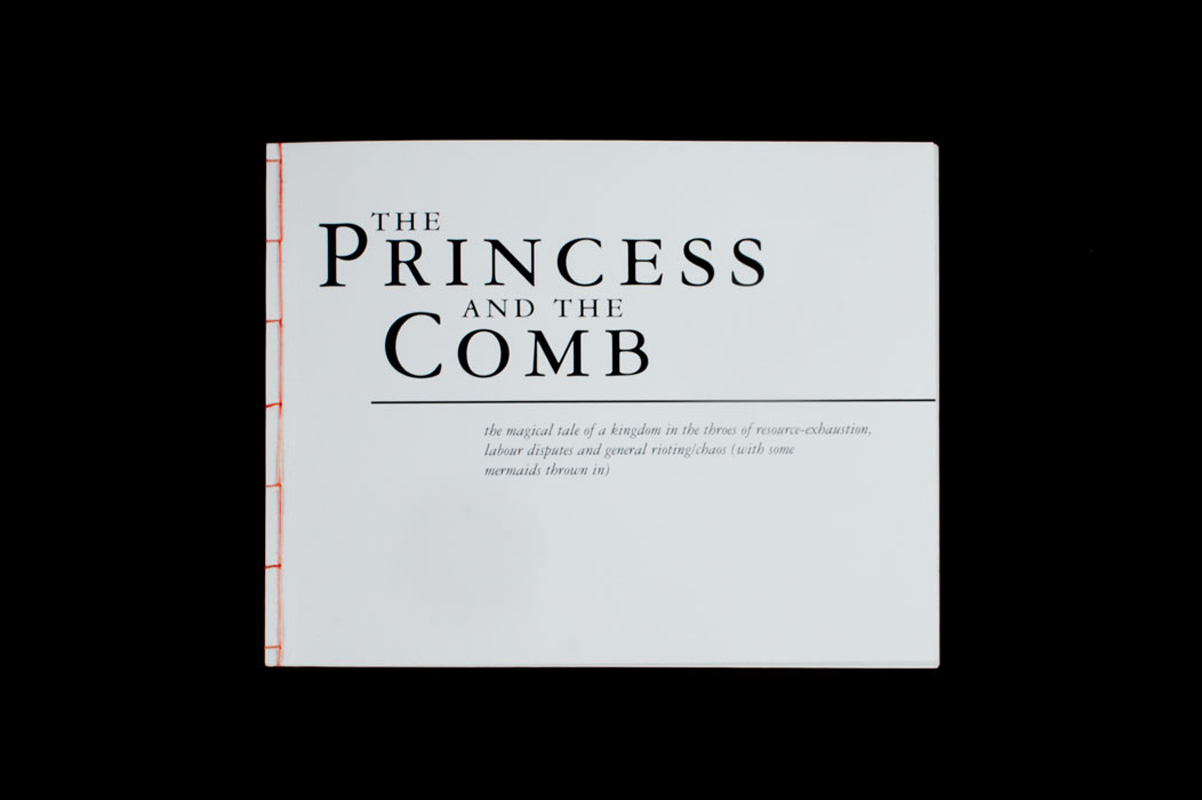 THE
PRINCESS
AND THE
COMB
the magical tale of a kingdom in the throes of resource-exhaustion,
labour disputes and general rioting/chaos (with some
mermaids thrown in)